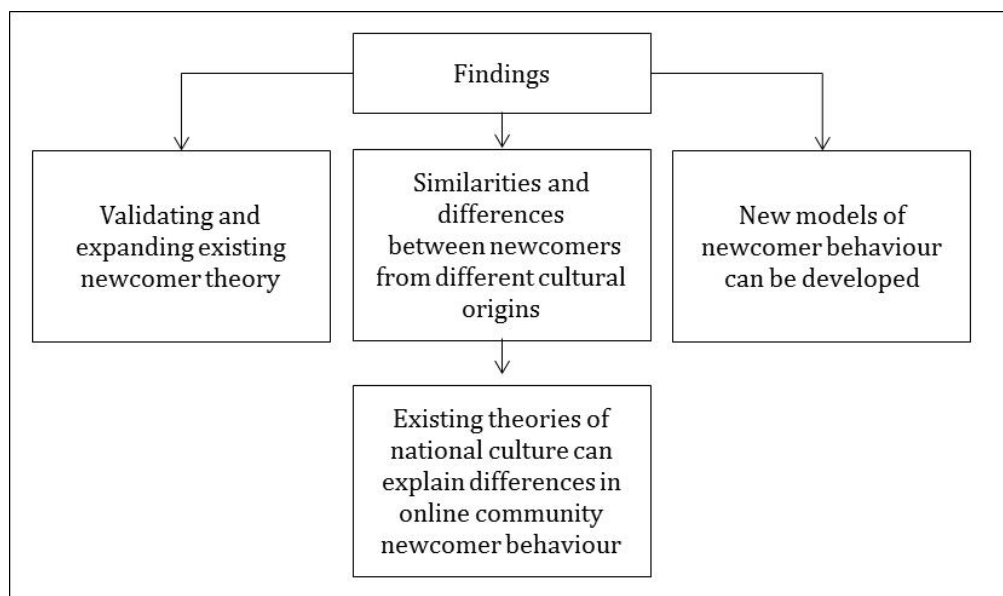 Findings
Validating and
expanding existing
newcomer theory
Similarities and
differences
between newcomers
from different cultural
origins
New models of
newcomer behaviour
can be developed
Existing theories of
national culture can
explain differences in
online community
newcomer behaviour